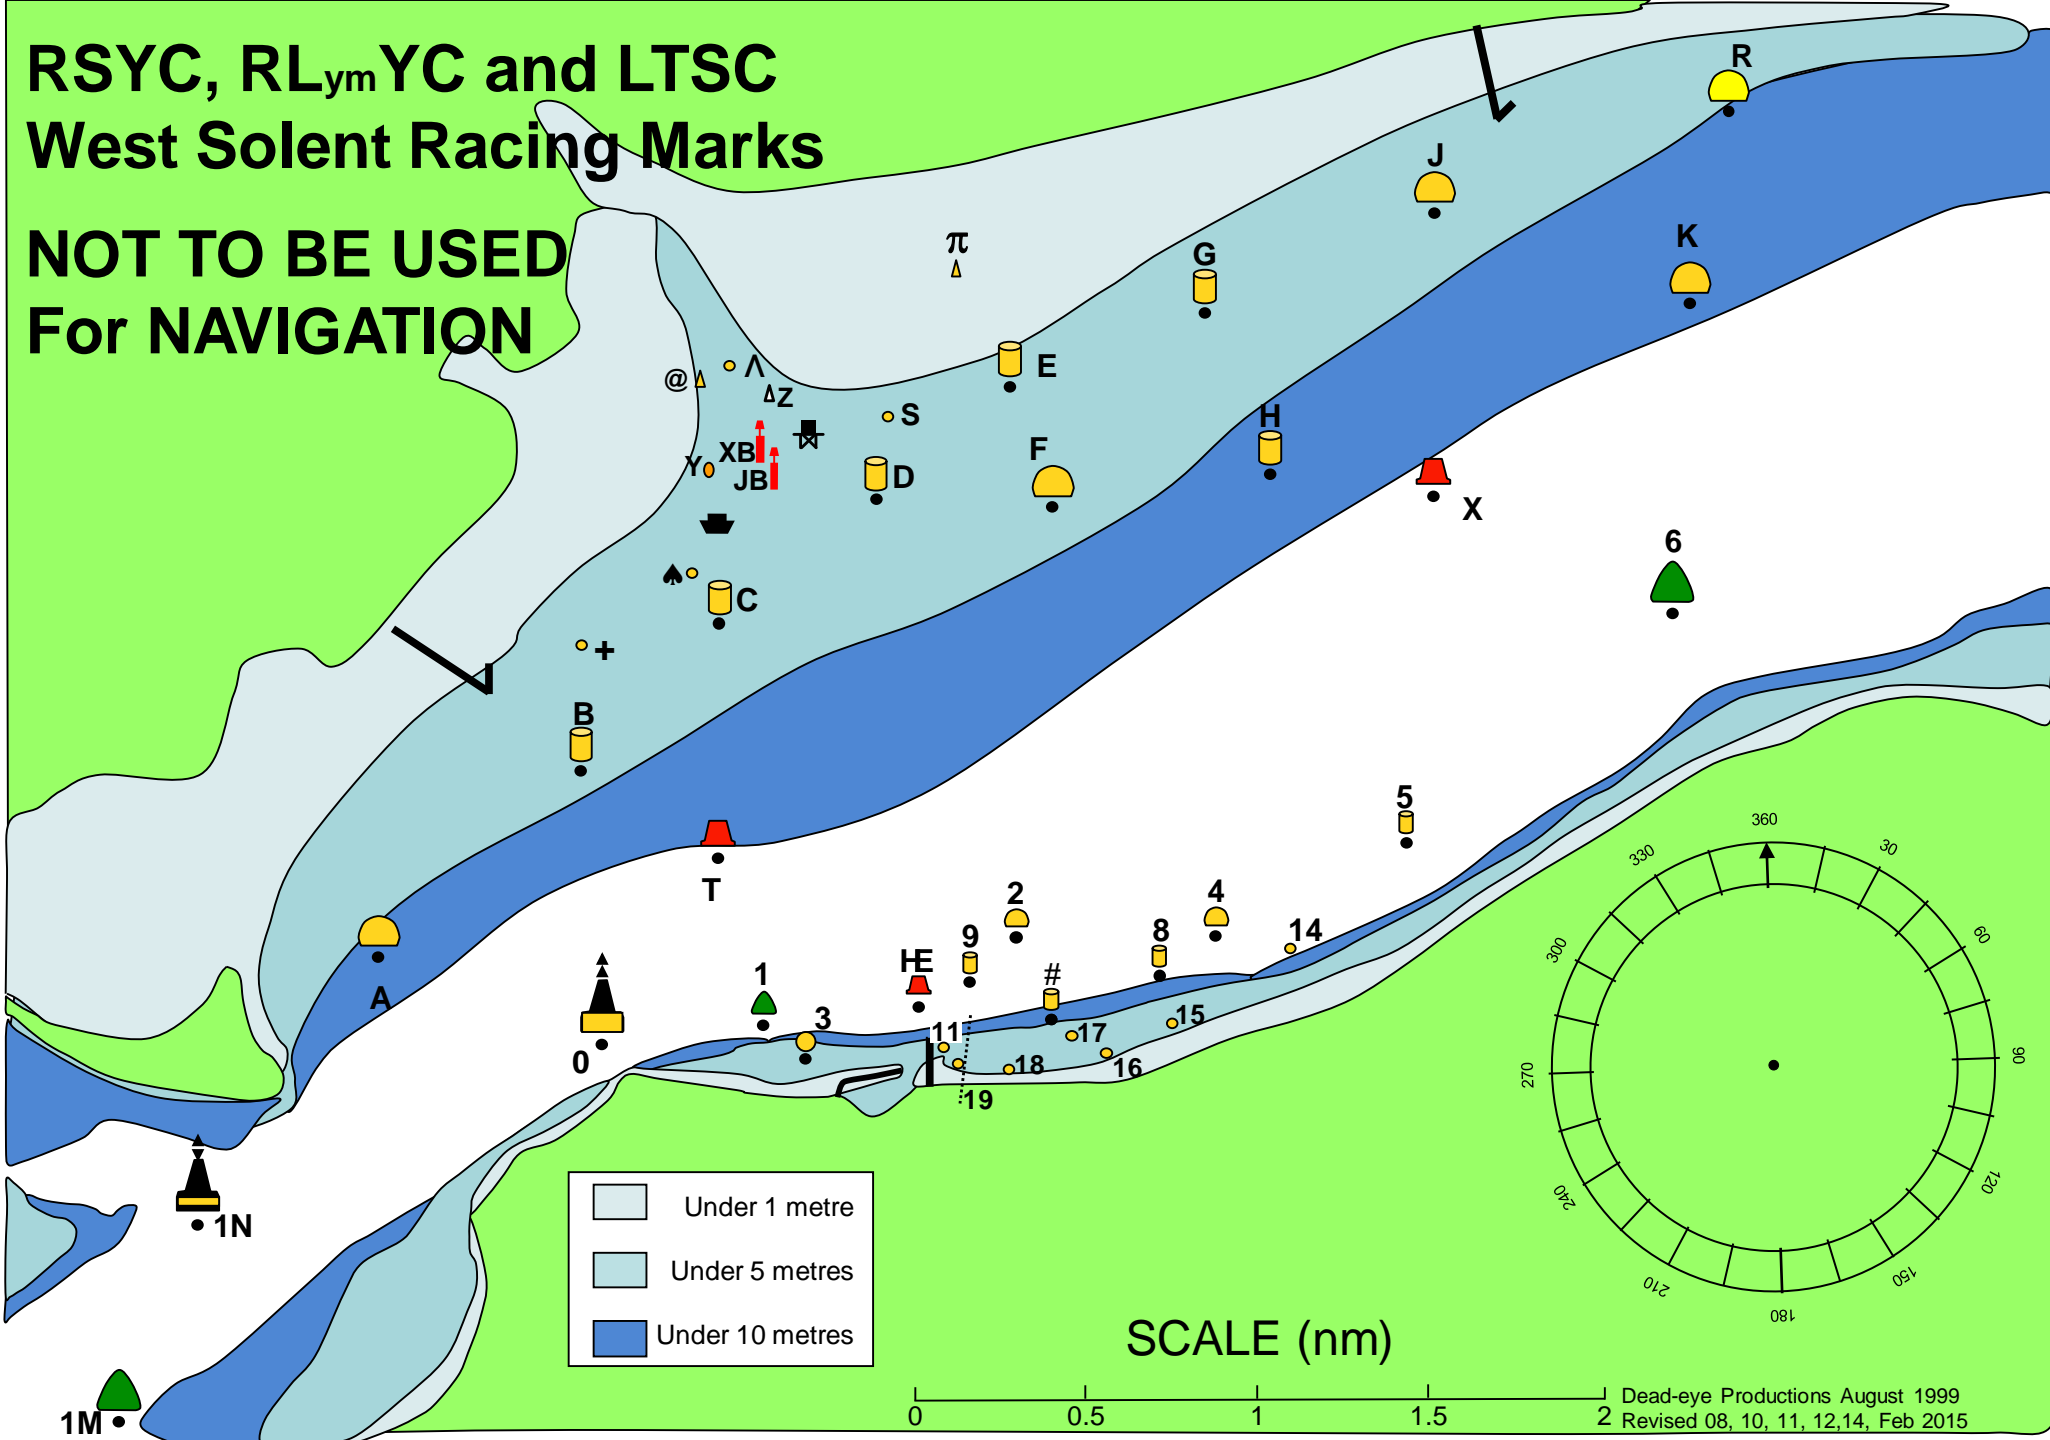 RSYC, RLymYC and LTSC
West Solent Racing Marks
NOT TO BE USED
For NAVIGATION
R
J
K
π
G
E
@
Λ
Z
S
H
XB
Y
JB
D
F
X
6
♠
C
+
B
5
T
2
4
9
8
14
HE
#
A
1
3
0
11
17
15
18
16
19
1N
1M
360
30
60
90
120
150
180
210
240
270
300
330
Under 1 metre
Under 5 metres
Under 10 metres
SCALE (nm)
0 0.5 1 1.5 2
Dead-eye Productions August 1999
Revised 08, 10, 11, 12,14, Feb 2015